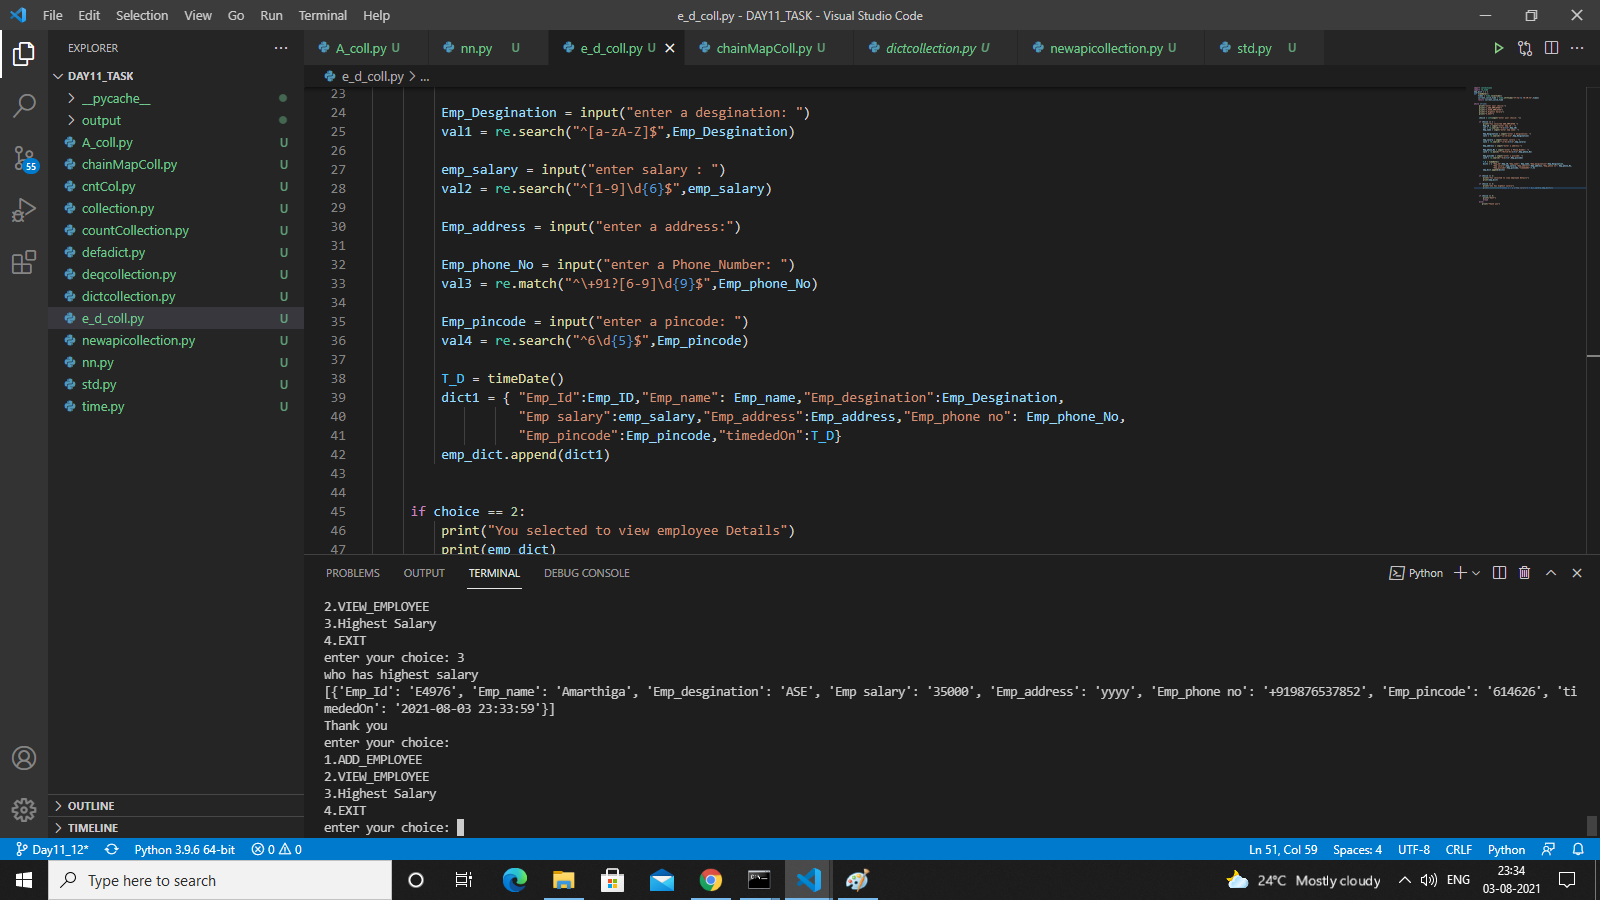 File Edit Selection View Go Run Terminal Help e_d_coll.py - DAY11_TASK - Visual Studio Code
EXPLORER
A_coll.py U nn.py U e_d_coll.py U chainMapColl.py U dictcollection.py U newapicollection.py U std.py U
DAY11_TASK
e_d_coll.py > ...
__pycache__
output
A_coll.py U
chainMapColl.py U
cntCol.py U
collection.py U
countCollection.py U
defadict.py U
deqcollection.py U
dictcollection.py U
e_d_coll.py U
newapicollection.py U
nn.py U
std.py U
time.py U
55
OUTLINE
TIMELINE
23
24 Emp_Desgination = input("enter a desgination: ")
25 val1 = re.search("^[a-zA-Z]$",Emp_Desgination)
26
27 emp_salary = input("enter salary : ")
28 val2 = re.search("^[1-9]\d{6}$",emp_salary)
29
30 Emp_address = input("enter a address:")
31
32 Emp_phone_No = input("enter a Phone_Number: ")
33 val3 = re.match("^\+91?[6-9]\d{9}$",Emp_phone_No)
34
35 Emp_pincode = input("enter a pincode: ")
36 val4 = re.search("^6\d{5}$",Emp_pincode)
37
38 T_D = timeDate()
39 dict1 = { "Emp_Id":Emp_ID,"Emp_name": Emp_name,"Emp_desgination":Emp_Desgination,
40 "Emp salary":emp_salary,"Emp_address":Emp_address,"Emp_phone no": Emp_phone_No,
41 "Emp_pincode":Emp_pincode,"timededOn":T_D}
42 emp_dict.append(dict1)
43
44
45 if choice == 2:
46 print("You selected to view employee Details")
47 print(emp_dict)
PROBLEMS OUTPUT TERMINAL DEBUG CONSOLE Python
2.VIEW_EMPLOYEE
3.Highest Salary
4.EXIT
enter your choice: 3
who has highest salary
[{'Emp_Id': 'E4976', 'Emp_name': 'Amarthiga', 'Emp_desgination': 'ASE', 'Emp salary': '35000', 'Emp_address': 'yyyy', 'Emp_phone no': '+919876537852', 'Emp_pincode': '614626', 'ti
mededOn': '2021-08-03 23:33:59'}]
Thank you
enter your choice:
1.ADD_EMPLOYEE
2.VIEW_EMPLOYEE
3.Highest Salary
4.EXIT
enter your choice:
Day11_12* Python 3.9.6 64-bit 0 0 Ln 51, Col 59 Spaces: 4 UTF-8 CRLF Python
Type here to search 24°C Mostly cloudy ENG 23:34
03-08-2021